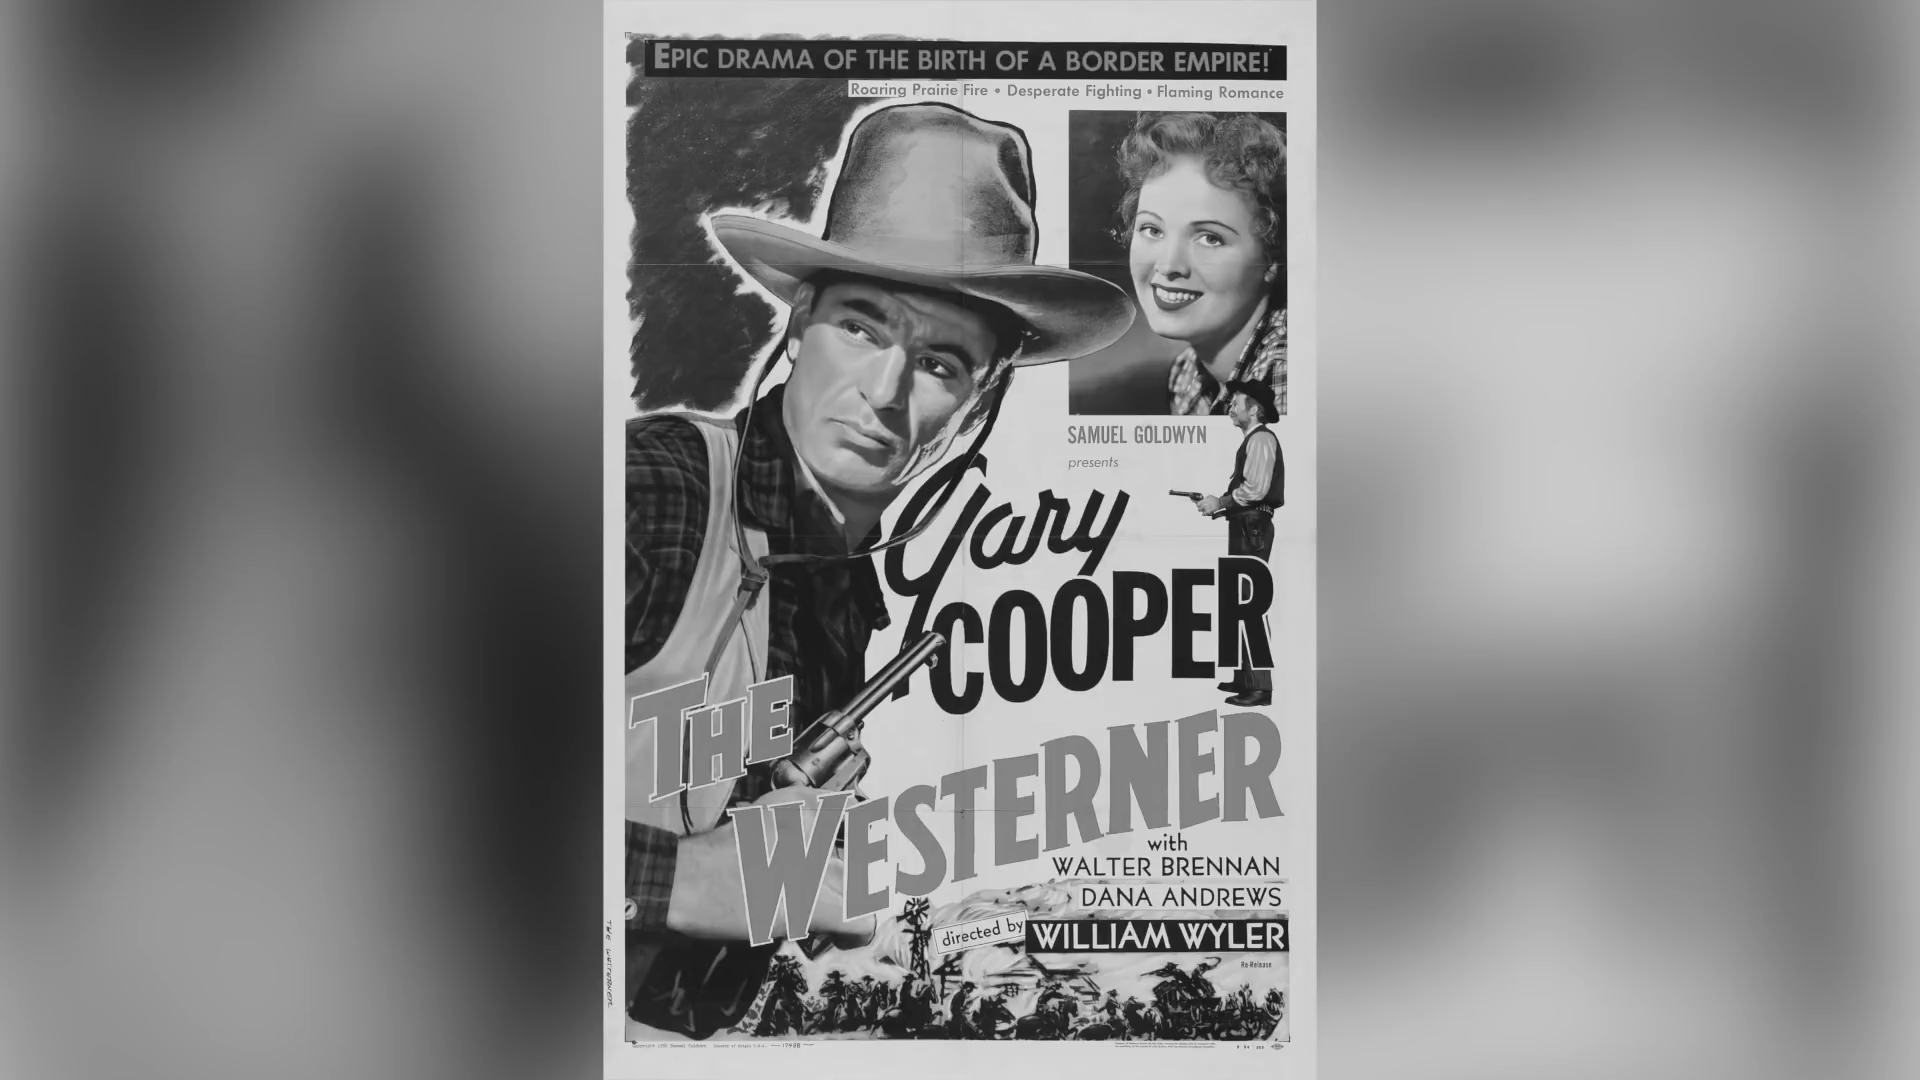 EPIC DRAMA OF THE BIRTH OF A BORDER EMPIRE!
Roaring Prairie Fire • Desperate Fighting • Flaming Romance
SAMUEL GOLDWYN
presents
Gary
COOPER
THE
WESTERNER
with
WALTER BRENNAN
DANA ANDREWS
directed by WILLIAM WYLER
Re-Release
THE WESTERNER